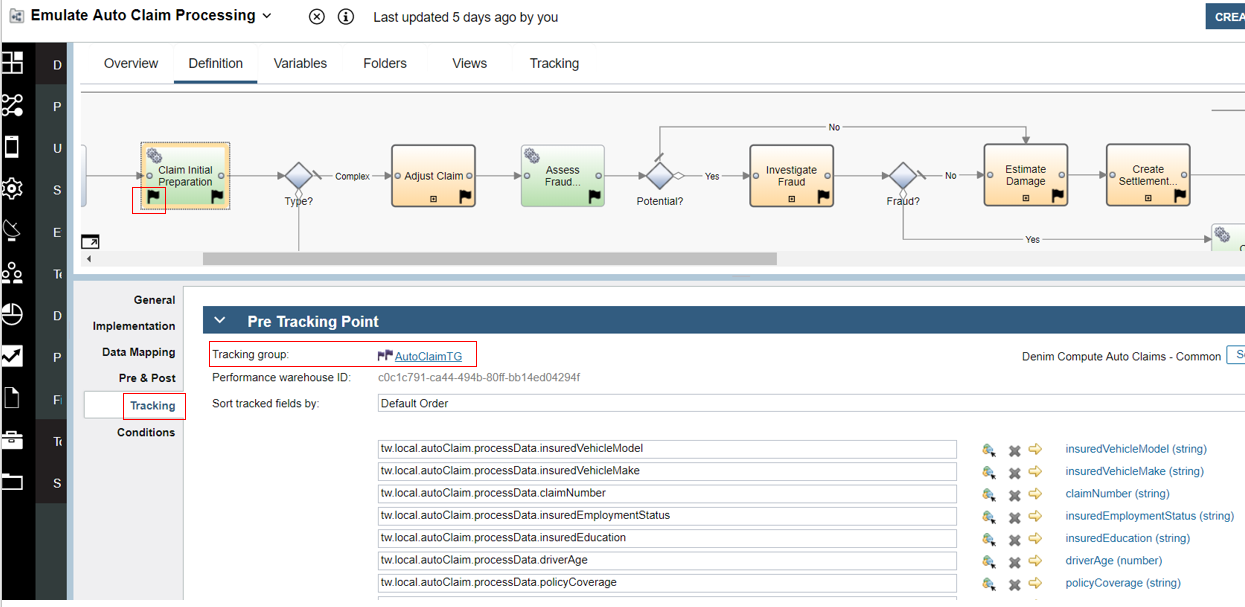 Emulate Auto Claim Processing
Last updated 5 days ago by you
CREA
Overview Definition Variables Folders Views Tracking
D
P
U
S
E
Te
D
P
Fi
To
S
No
Claim Initial
Preparation
Type?
Complex
Adjust Claim
Assess
Fraud...
Potential?
Yes
Investigate
Fraud
Fraud?
No
Estimate
Damage
Create
Settlement...
Yes
General
Implementation
Data Mapping
Pre & Post
Tracking
Conditions
Pre Tracking Point
Tracking group: AutoClaimTG Denim Compute Auto Claims - Common
Performance warehouse ID: c0c1c791-ca44-494b-80ff-bb14ed04294f
Sort tracked fields by: Default Order
tw.local.autoClaim.processData.insuredVehicleModel insuredVehicleModel (string)
tw.local.autoClaim.processData.insuredVehicleMake insuredVehicleMake (string)
tw.local.autoClaim.processData.claimNumber claimNumber (string)
tw.local.autoClaim.processData.insuredEmploymentStatus insuredEmploymentStatus (string)
tw.local.autoClaim.processData.insuredEducation insuredEducation (string)
tw.local.autoClaim.processData.driverAge driverAge (number)
tw.local.autoClaim.processData.policyCoverage policyCoverage (string)